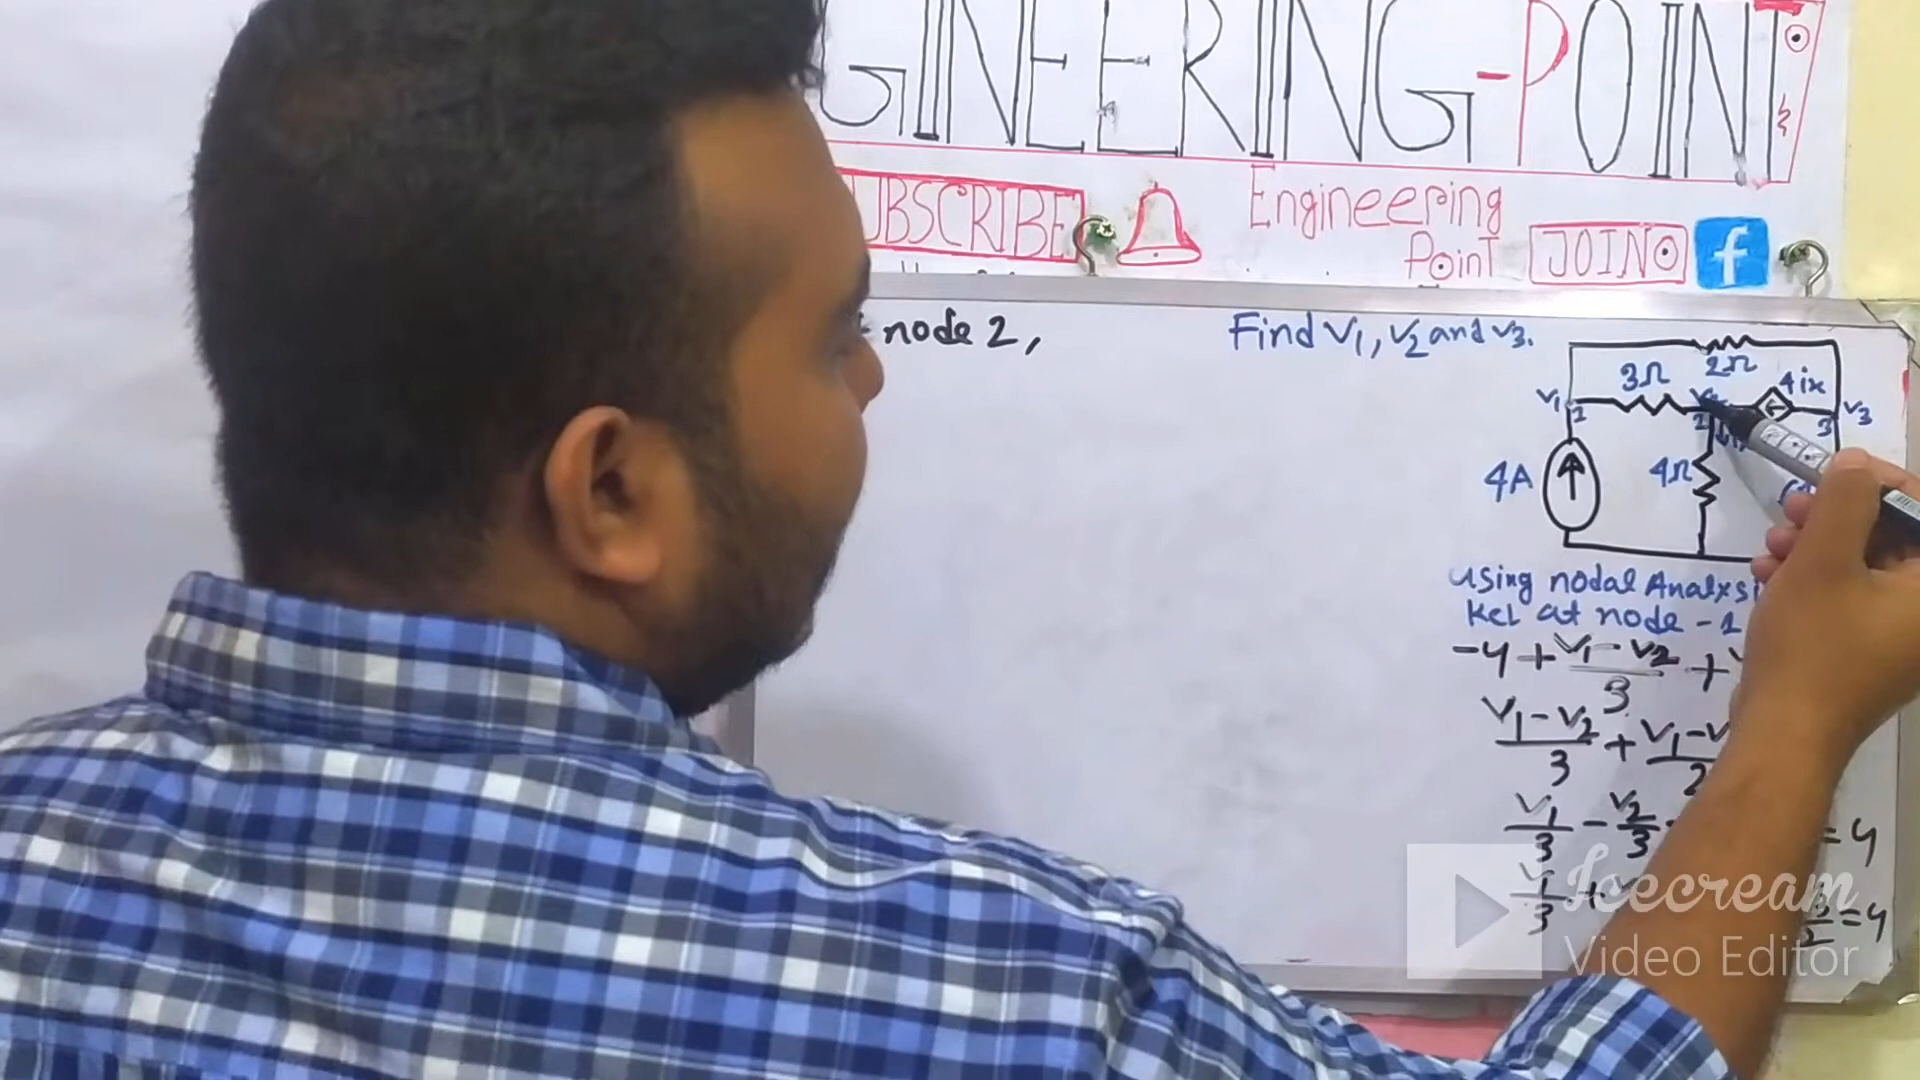 GINEERING-POINT
UBSCRIBE
Engineering
Point
JOIN
f
node 2,
Find V1, V2 and V3.
2Ω
3Ω
4ix
V1
1
2
3
V3
4A
4Ω
using nodal
KCL at node -1
-4 + V1-V2/3 +
V1-V2/3 + V1-V
V1/3 - V2/3 = 4
V1/3 + = 4
Icecream
Video Editor